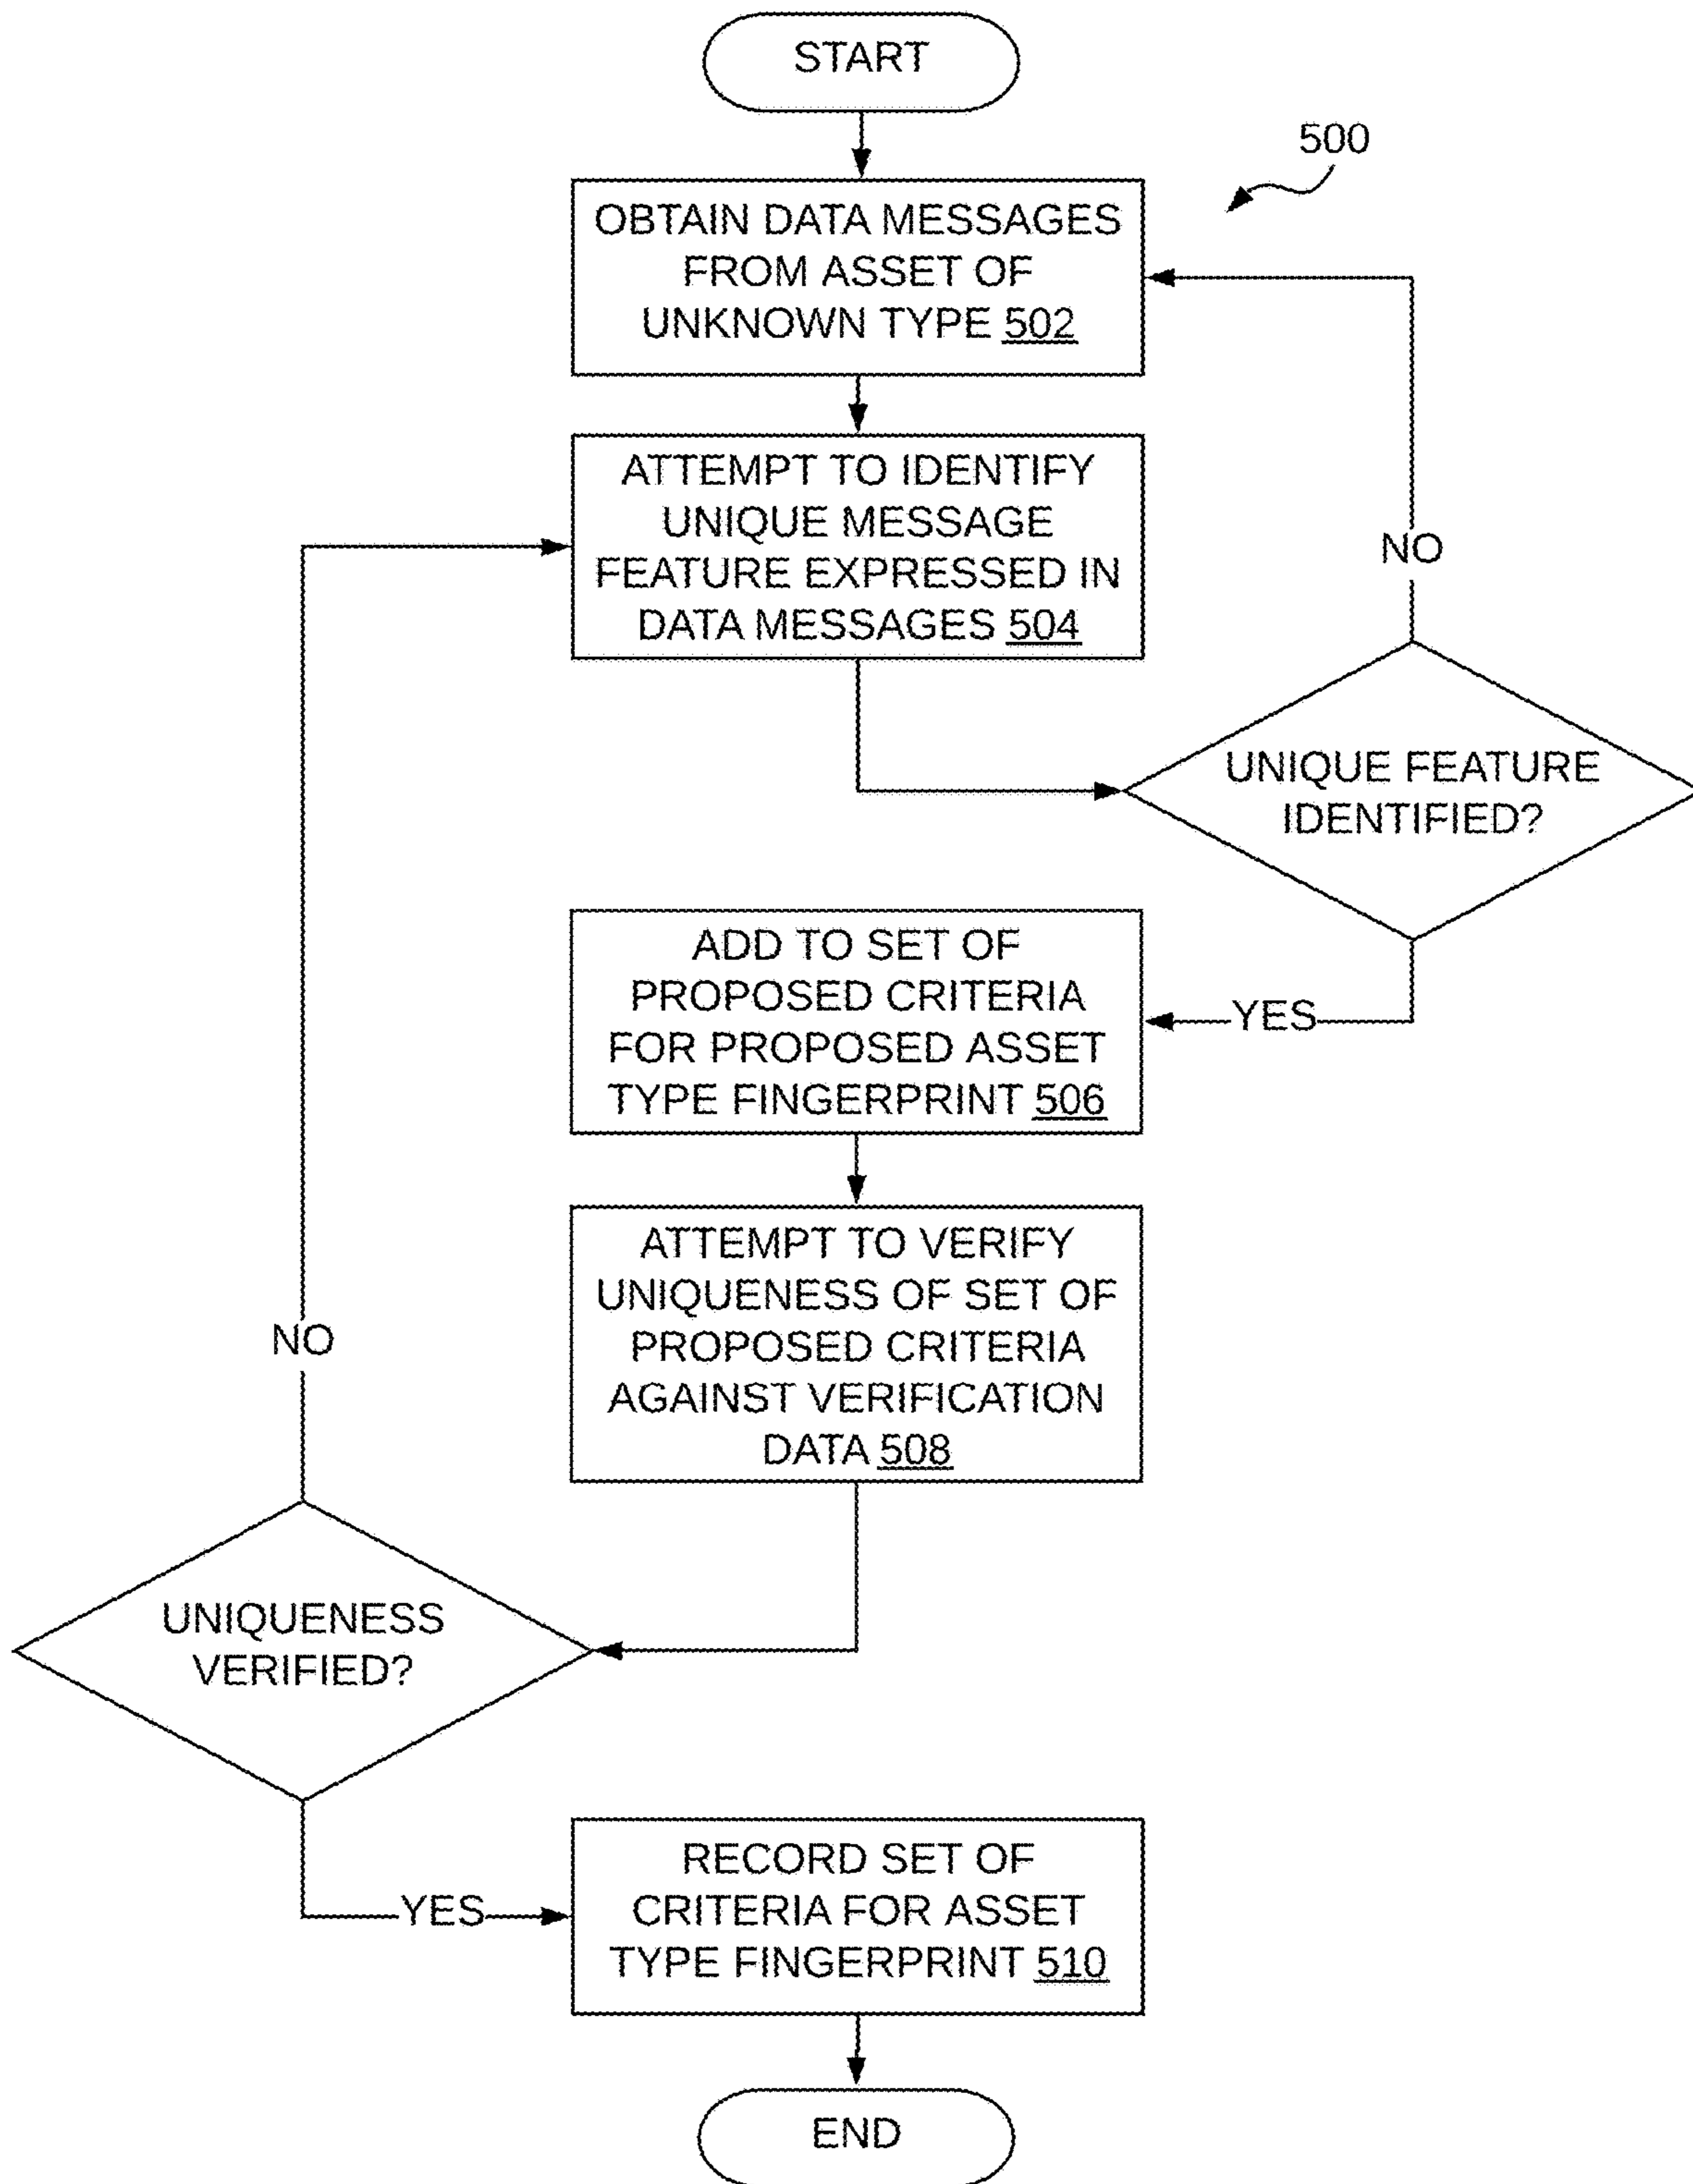 START
500
OBTAIN DATA MESSAGES
FROM ASSET OF
UNKNOWN TYPE 502
ATTEMPT TO IDENTIFY
UNIQUE MESSAGE
FEATURE EXPRESSED IN
DATA MESSAGES 504
NO
UNIQUE FEATURE
IDENTIFIED?
YES
ADD TO SET OF
PROPOSED CRITERIA
FOR PROPOSED ASSET
TYPE FINGERPRINT 506
ATTEMPT TO VERIFY
UNIQUENESS OF SET OF
PROPOSED CRITERIA
AGAINST VERIFICATION
DATA 508
NO
UNIQUENESS
VERIFIED?
YES
RECORD SET OF
CRITERIA FOR ASSET
TYPE FINGERPRINT 510
END